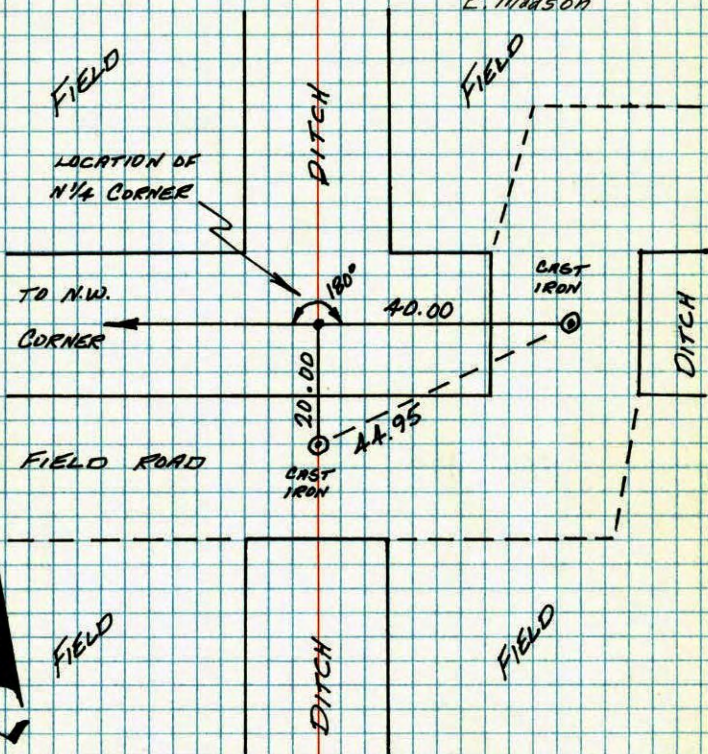 E. Madson
FIELD
DITCH
FIELD
LOCATION OF
N 1/4 CORNER
TO N.W.
CORNER
180°
40.00
CAST
IRON
DITCH
20.00
44.95
FIELD ROAD
CAST
IRON
FIELD
DITCH
FIELD